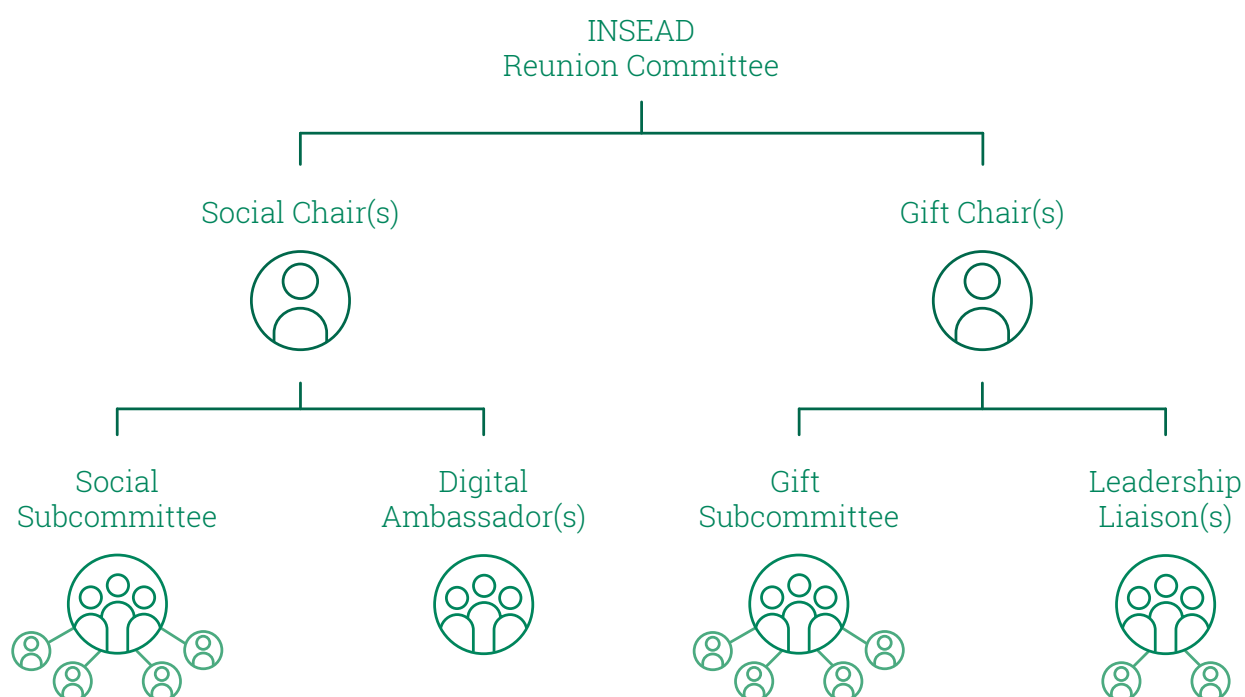 INSEAD
Reunion Committee
Social Chair(s)
Gift Chair(s)
Social
Subcommittee
Digital
Ambassador(s)
Gift
Subcommittee
Leadership
Liaison(s)